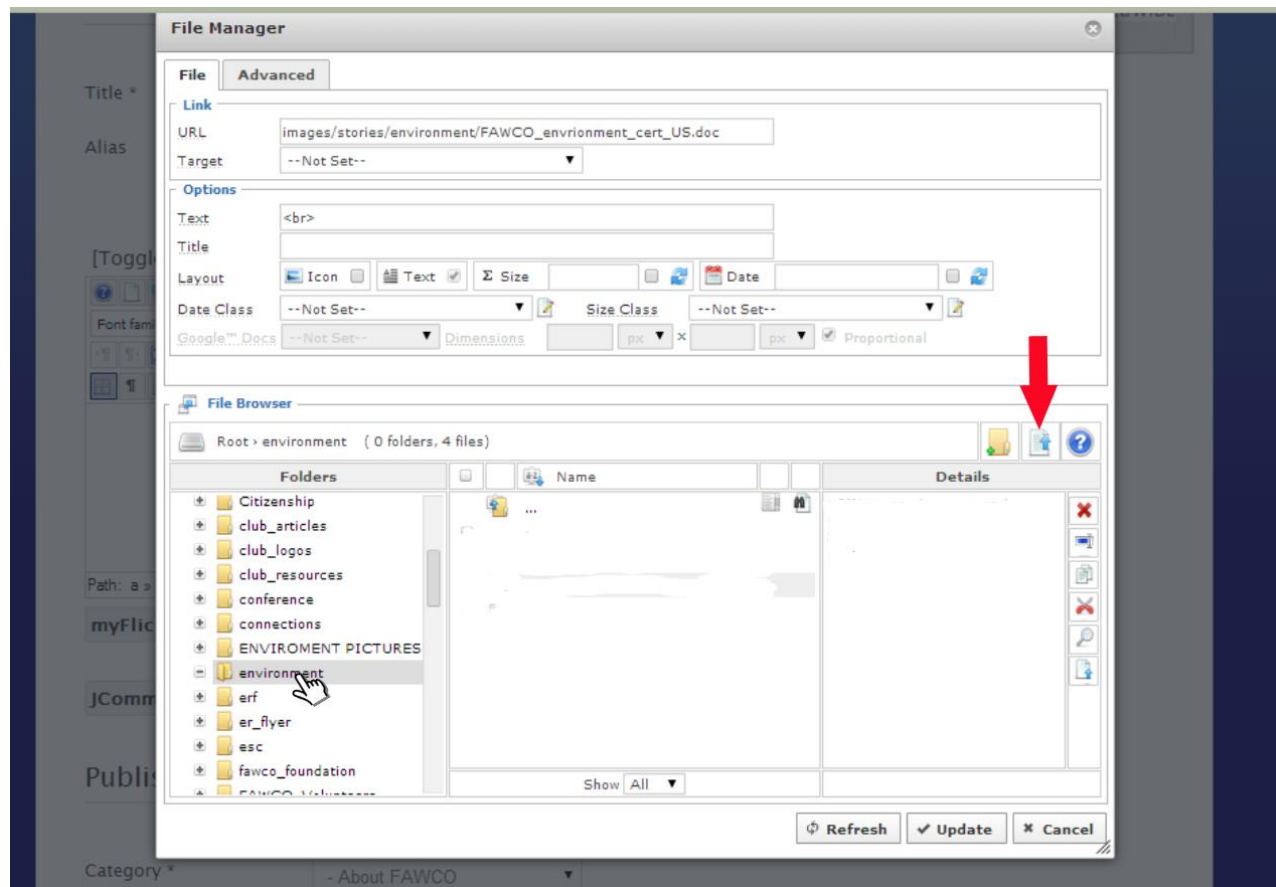 File Manager
File Advanced
Title *
Link
URL images/stories/environment/FAWCO_envrionment_cert_US.doc
Alias
Target --Not Set--
Options
Text <br>
Title
[Toggl
Layout Icon Text Σ Size Date
Date Class --Not Set-- Size Class --Not Set--
Font fami
Google™ Docs --Not Set-- Dimensions px x px Proportional
File Browser
Root › environment ( 0 folders, 4 files)
Folders Name Details
Citizenship
...
club_articles
club_logos
club_resources
Path: a »
conference
connections
myFlic
ENVIROMENT PICTURES
environment
erf
JComm
er_flyer
esc
fawco_foundation
Publis
Show All
FAWCO_Volunteers
Refresh Update Cancel
Category *
- About FAWCO